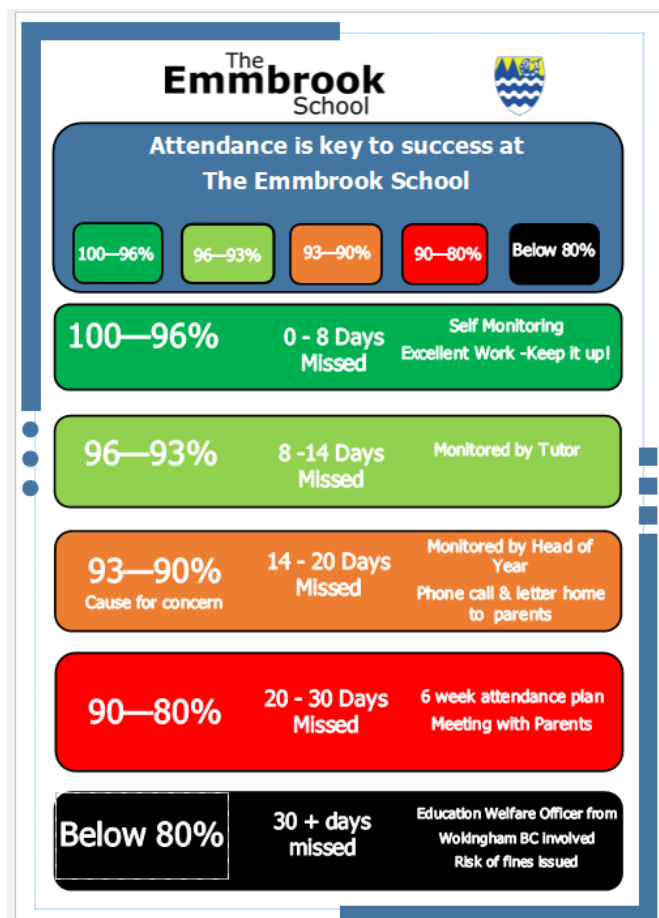 The
Emmbrook
School
Attendance is key to success at
The Emmbrook School
100—96%
96—93%
93—90%
90—80%
Below 80%
100—96%
0 - 8 Days
Missed
Self Monitoring
Excellent Work -Keep it up!
96—93%
8 -14 Days
Missed
Monitored by Tutor
93—90%
Cause for concern
14 - 20 Days
Missed
Monitored by Head of
Year
Phone call & letter home
to parents
90—80%
20 - 30 Days
Missed
6 week attendance plan
Meeting with Parents
Below 80%
30 + days
missed
Education Welfare Officer from
Wokingham BC involved
Risk of fines issued